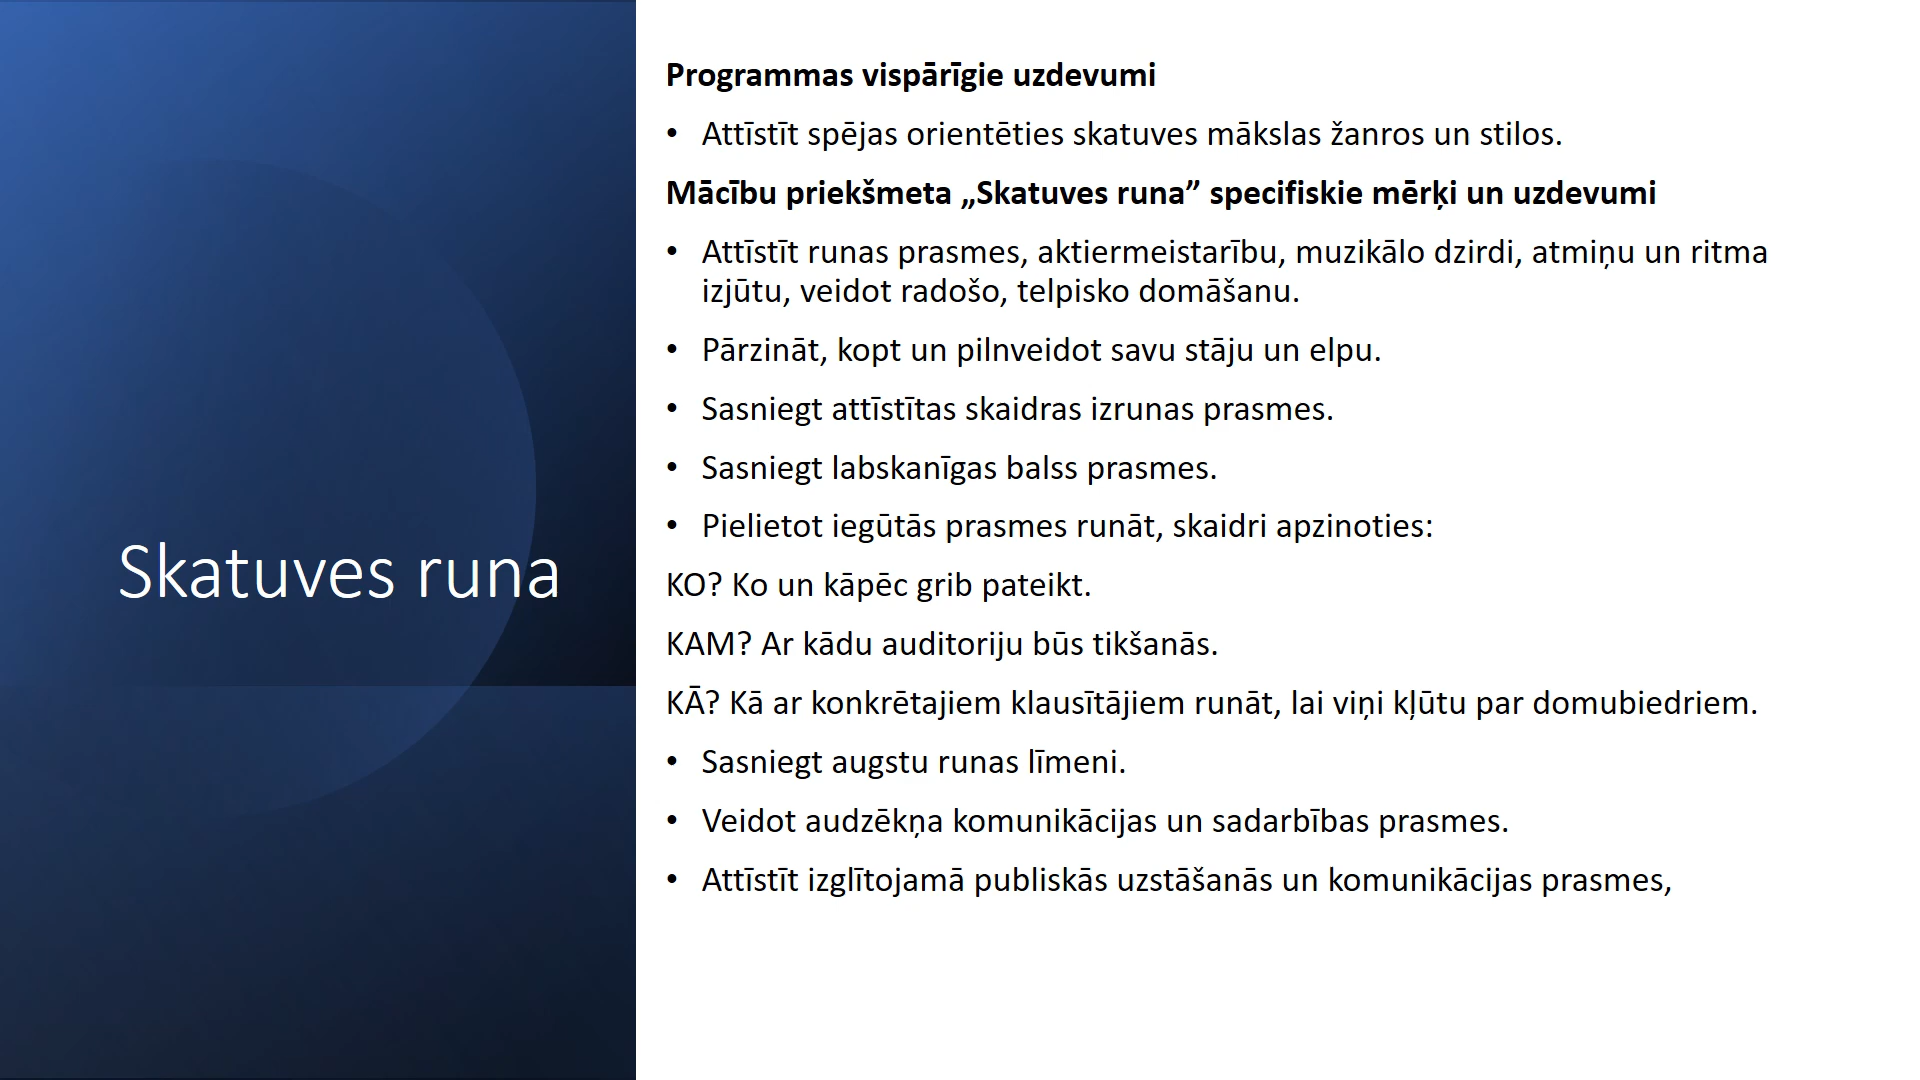 Skatuves runa
Programmas vispārīgie uzdevumi
• Attīstīt spējas orientēties skatuves mākslas žanros un stilos.
Mācību priekšmeta „Skatuves runa” specifiskie mērķi un uzdevumi
• Attīstīt runas prasmes, aktiermeistarību, muzikālo dzirdi, atmiņu un ritma
izjūtu, veidot radošo, telpisko domāšanu.
• Pārzināt, kopt un pilnveidot savu stāju un elpu.
• Sasniegt attīstītas skaidras izrunas prasmes.
• Sasniegt labskanīgas balss prasmes.
• Pielietot iegūtās prasmes runāt, skaidri apzinoties:
KO? Ko un kāpēc grib pateikt.
KAM? Ar kādu auditoriju būs tikšanās.
KĀ? Kā ar konkrētajiem klausītājiem runāt, lai viņi kļūtu par domubiedriem.
• Sasniegt augstu runas līmeni.
• Veidot audzēkņa komunikācijas un sadarbības prasmes.
• Attīstīt izglītojamā publiskās uzstāšanās un komunikācijas prasmes,